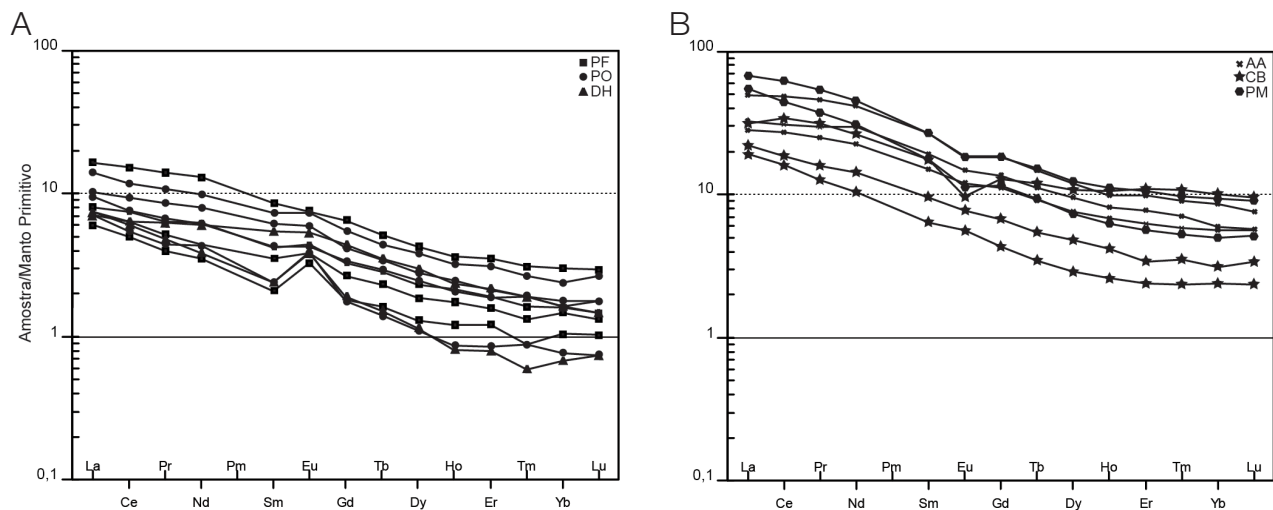 A
100
10
1
0,1
Amostra/Manto Primitivo
PF
PO
DH
La Pr Pm Eu Tb Ho Tm Lu
Ce Nd Sm Gd Dy Er Yb
B
100
10
1
0,1
AA
CB
PM
La Pr Pm Eu Tb Ho Tm Lu
Ce Nd Sm Gd Dy Er Yb